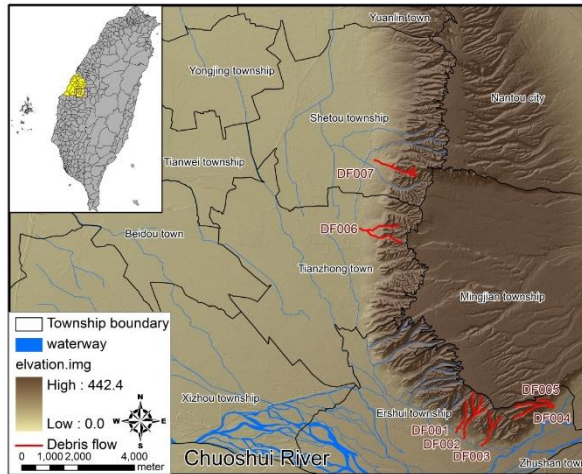 Yuanlin town
Yongjing township
Nantou city
Shetou township
Tianwei township
DF007
DF006
Beidou town
Tianzhong town
Mingjian township
Township boundary
waterway
elvation.img
High : 442.4
Low : 0.0
Debris flow
N
W E
S
Xizhou township
Ershui township
DF005
DF004
DF001
DF002
DF003
Zhushan town
Chuoshui River
0 1,000 2,000 4,000
meter